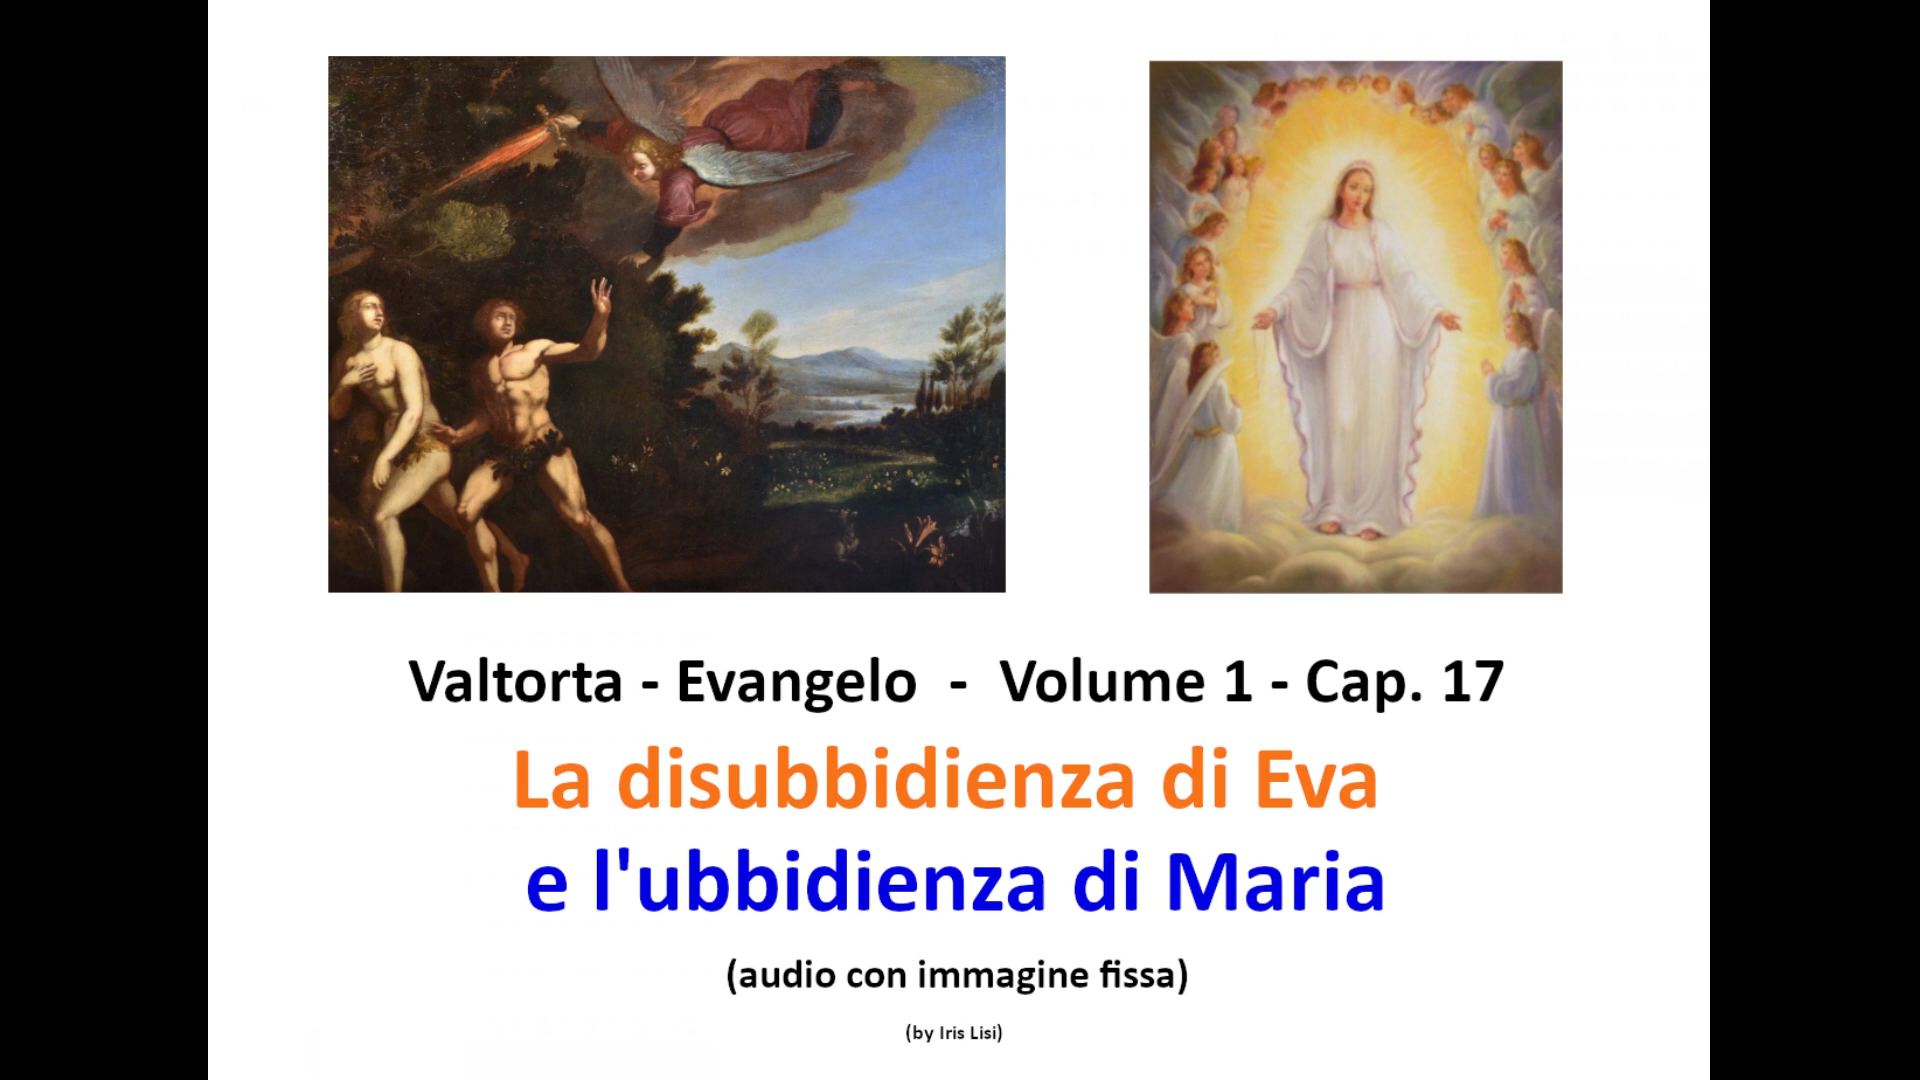 Valtorta - Evangelo - Volume 1 - Cap. 17
La disubbidienza di Eva
e l'ubbidienza di Maria
(audio con immagine fissa)
(by Iris Lisi)